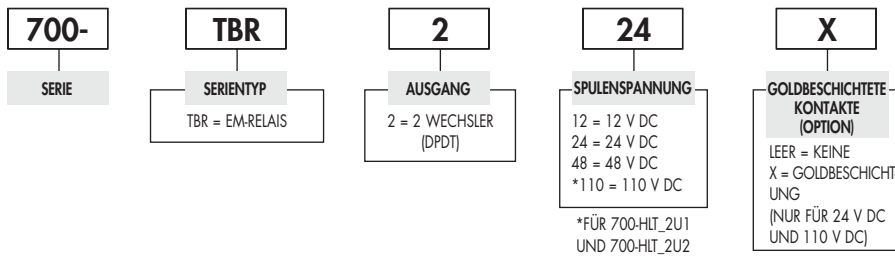 700-
TBR
2
24
X
SERIE
SERIENTYP
TBR = EM-RELAIS
AUSGANG
2 = 2 WECHSLER
(DPDT)
SPULENSPANNUNG
12 = 12 V DC
24 = 24 V DC
48 = 48 V DC
*110 = 110 V DC
*FÜR 700-HLT_2U1
UND 700-HLT_2U2
GOLDBESCHICHTETE
KONTAKTE
(OPTION)
LEER = KEINE
X = GOLDBESCHICHT-
UNG
(NUR FÜR 24 V DC
UND 110 V DC)